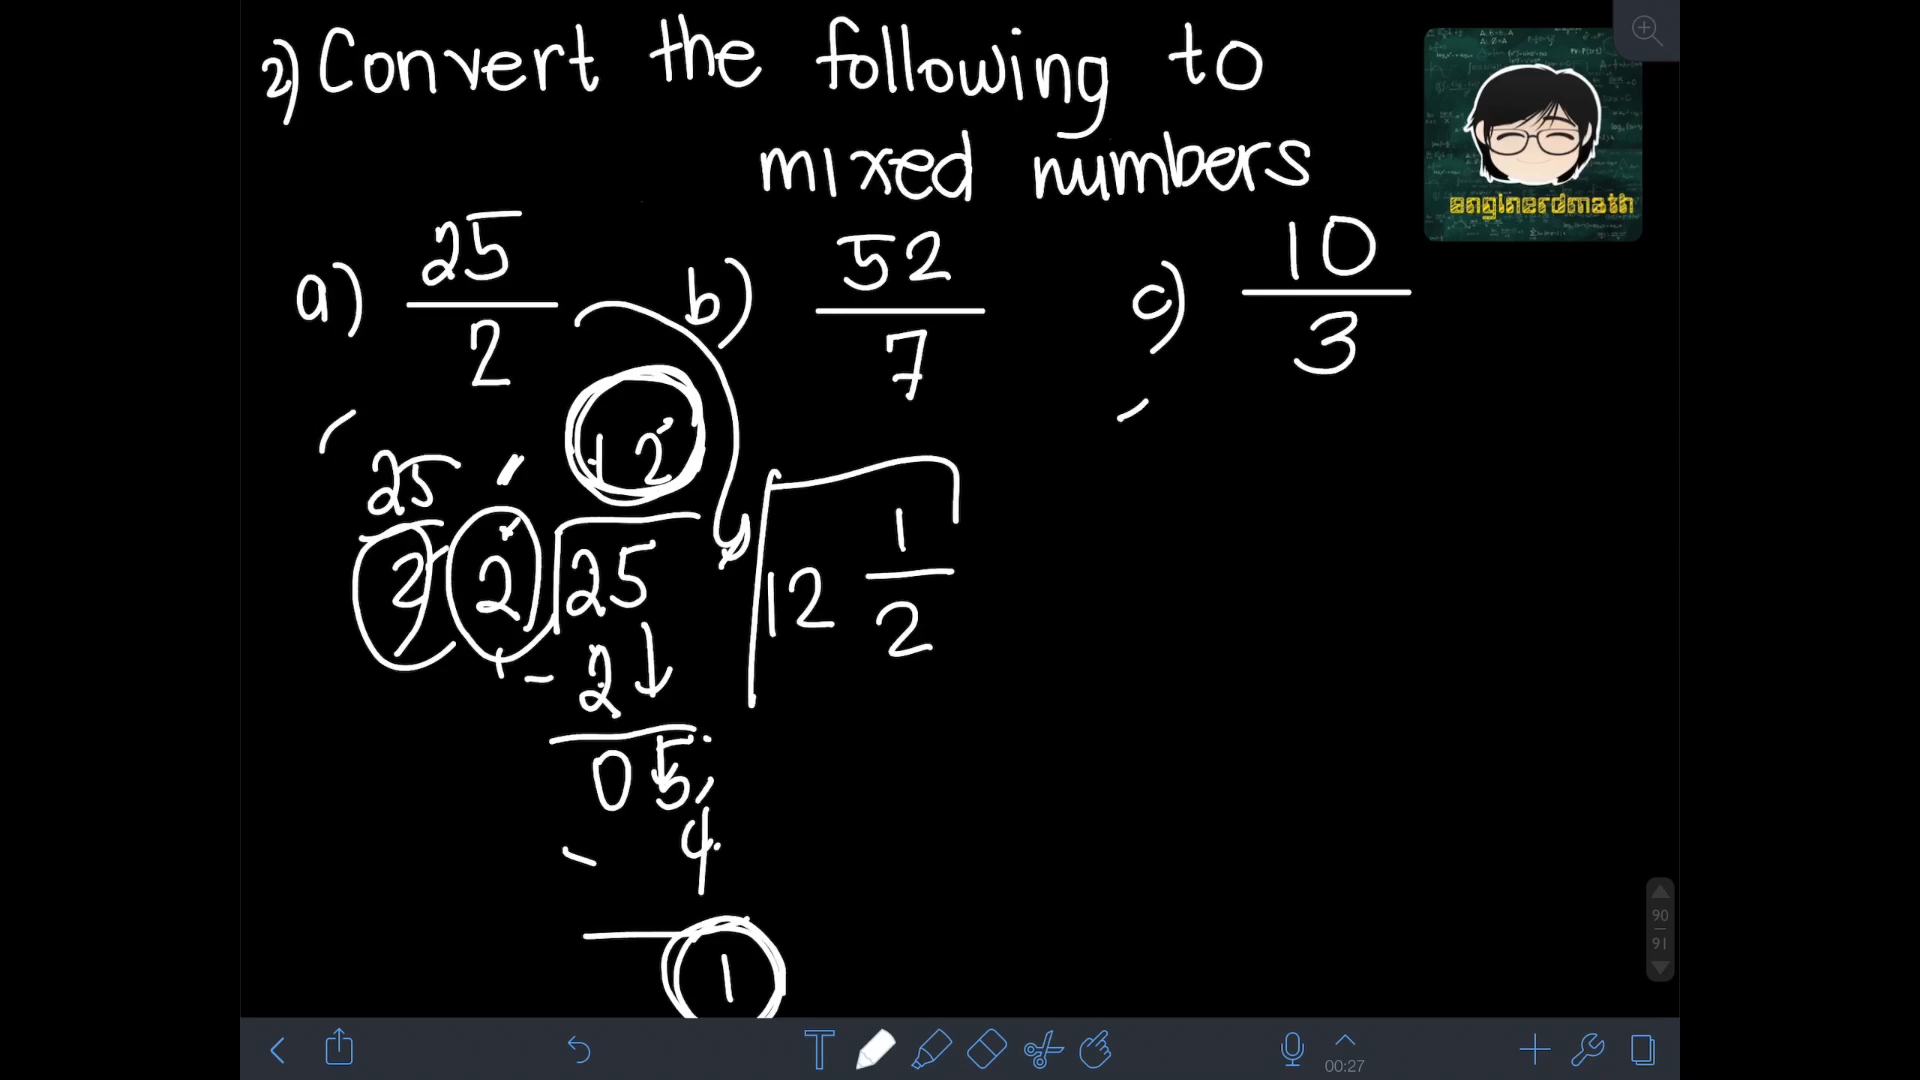 2) Convert the following to
mixed numbers
a) 25/2 b) 52/7 c) 10/3
12
25/2 2 25
12 1/2
2
05
4
1
anginerdmath
90
91
T
00:27